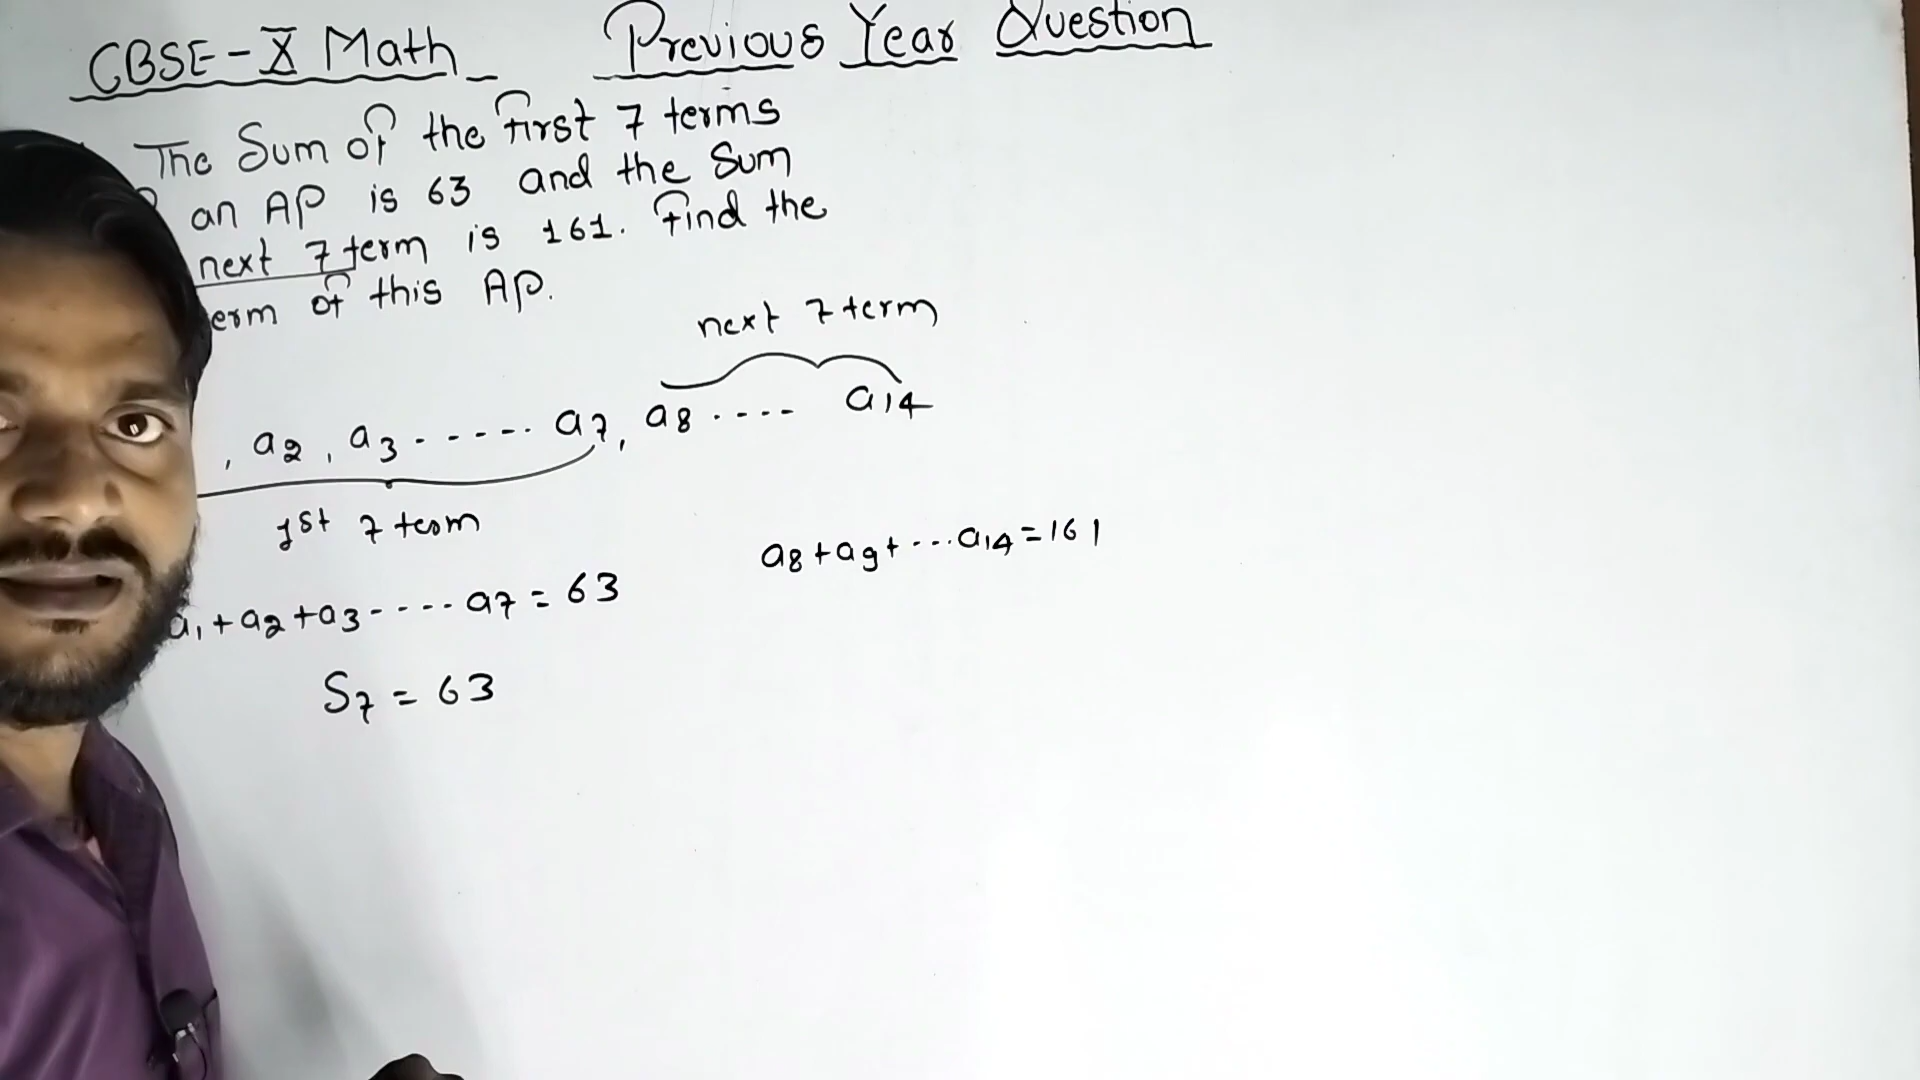 CBSE-X Math Previous Year Question
The Sum of the First 7 terms
an AP is 63 and the Sum
next 7 term is 161. Find the
erm of this AP.
next 7 term
, a2, a3 ------ a7, a8 ---- a14
1st 7 term
a1 + a2 + a3 ---- a7 = 63
a8 + a9 + ... a14 = 161
S7 = 63